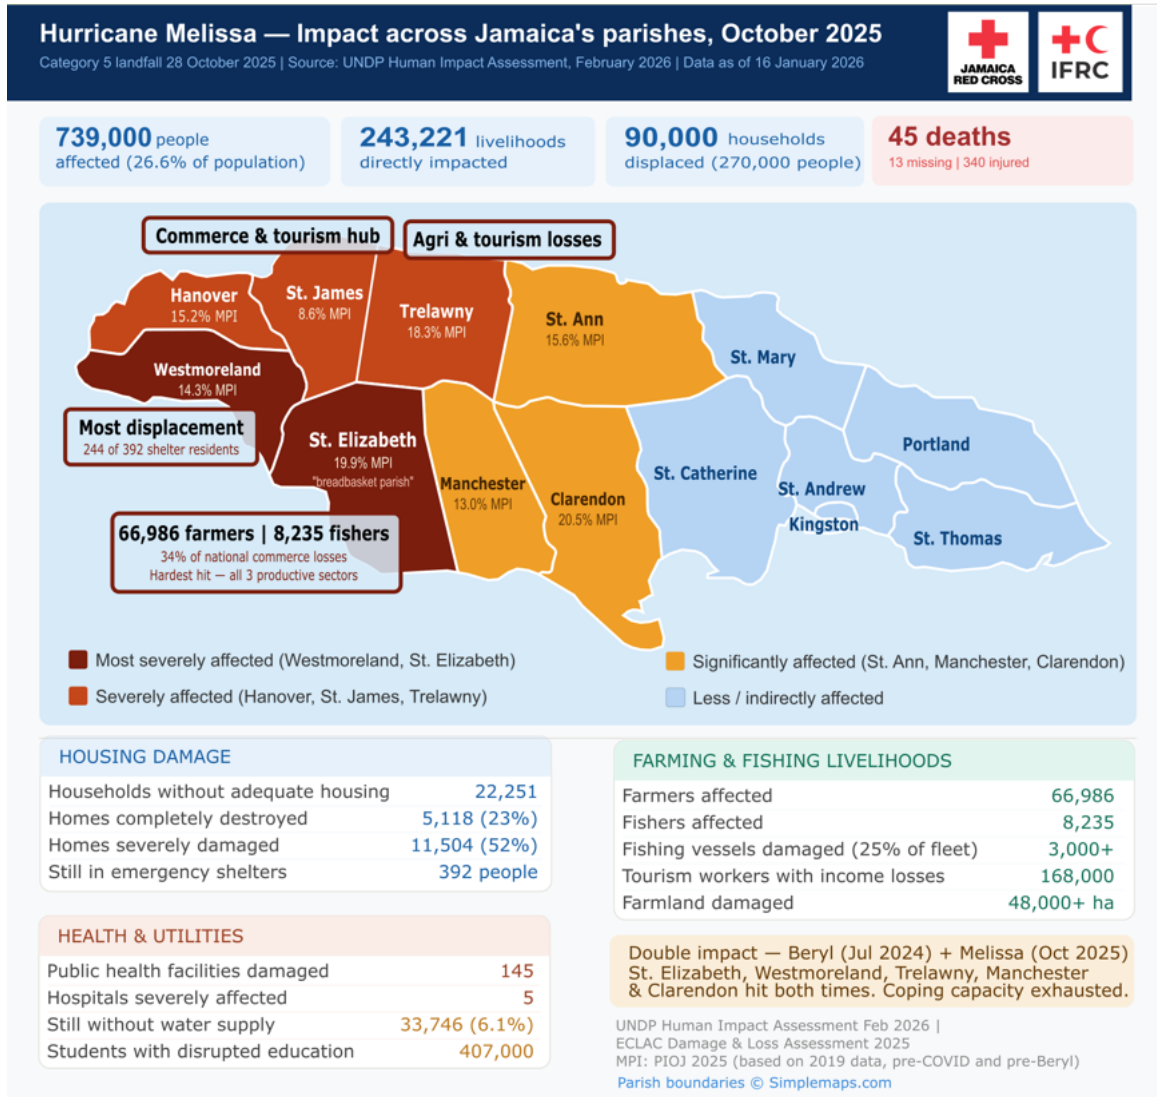 Hurricane Melissa — Impact across Jamaica's parishes, October 2025
Category 5 landfall 28 October 2025 | Source: UNDP Human Impact Assessment, February 2026 | Data as of 16 January 2026
JAMAICA
RED CROSS
IFRC
739,000 people
affected (26.6% of population)
243,221 livelihoods
directly impacted
90,000 households
displaced (270,000 people)
45 deaths
13 missing | 340 injured
Commerce & tourism hub
Agri & tourism losses
Hanover
15.2% MPI
St. James
8.6% MPI
Trelawny
18.3% MPI
St. Ann
15.6% MPI
St. Mary
Westmoreland
14.3% MPI
Most displacement
244 of 392 shelter residents
St. Elizabeth
19.9% MPI
"breadbasket parish"
Manchester
13.0% MPI
Clarendon
20.5% MPI
St. Catherine
St. Andrew
Kingston
Portland
St. Thomas
66,986 farmers | 8,235 fishers
34% of national commerce losses
Hardest hit — all 3 productive sectors
Most severely affected (Westmoreland, St. Elizabeth)
Severely affected (Hanover, St. James, Trelawny)
Significantly affected (St. Ann, Manchester, Clarendon)
Less / indirectly affected
HOUSING DAMAGE
Households without adequate housing 22,251
Homes completely destroyed 5,118 (23%)
Homes severely damaged 11,504 (52%)
Still in emergency shelters 392 people
HEALTH & UTILITIES
Public health facilities damaged 145
Hospitals severely affected 5
Still without water supply 33,746 (6.1%)
Students with disrupted education 407,000
FARMING & FISHING LIVELIHOODS
Farmers affected 66,986
Fishers affected 8,235
Fishing vessels damaged (25% of fleet) 3,000+
Tourism workers with income losses 168,000
Farmland damaged 48,000+ ha
Double impact — Beryl (Jul 2024) + Melissa (Oct 2025)
St. Elizabeth, Westmoreland, Trelawny, Manchester
& Clarendon hit both times. Coping capacity exhausted.
UNDP Human Impact Assessment Feb 2026 |
ECLAC Damage & Loss Assessment 2025
MPI: PIOJ 2025 (based on 2019 data, pre-COVID and pre-Beryl)
Parish boundaries © Simplemaps.com